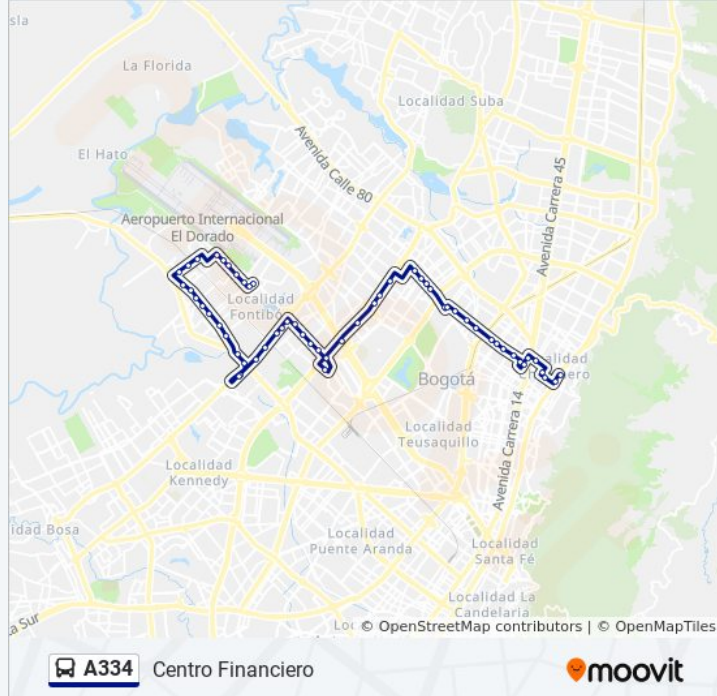 sla
La Florida
Localidad Suba
El Hato
Avenida Calle 80
Avenida Carrera 45
Aeropuerto Internacional
El Dorado
Localidad
Fontibó
Bogotá
Avenida Carrera 14
Localidad
Teusaquillo
Localidad
Kennedy
idad Bosa
Localidad
Puente Aranda
Localidad
Santa Fé
Localidad La
Candelaria
a Sur
© OpenStreetMap contributors | © OpenMapTiles
A334 Centro Financiero
moovit